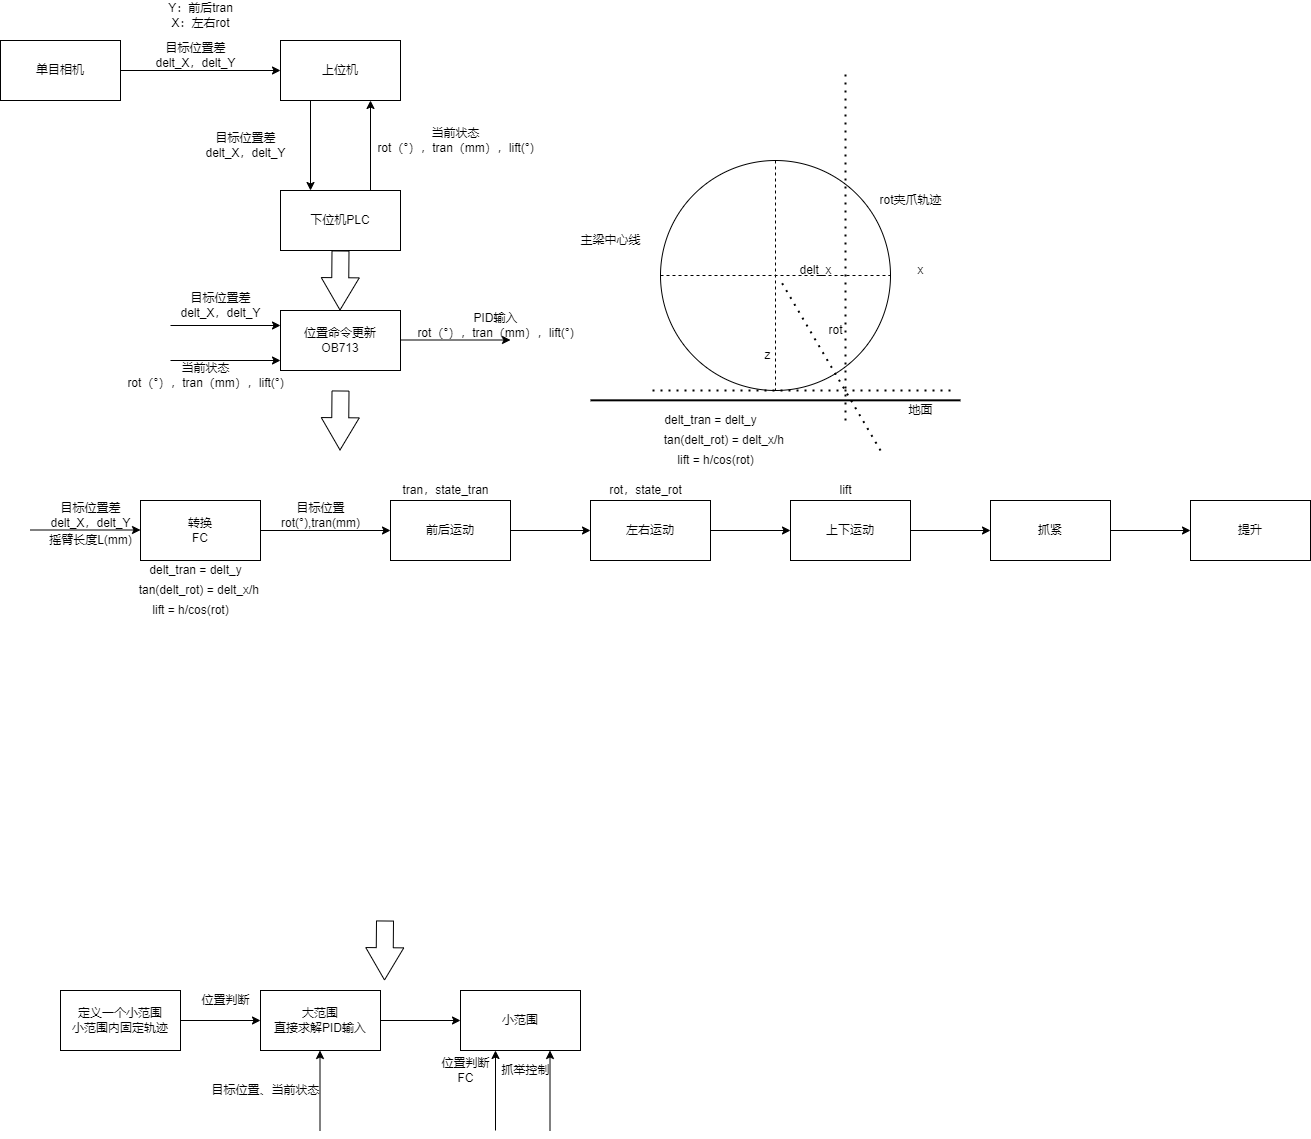 Y：前后tran
X：左右rot
单目相机
目标位置差
delt_X，delt_Y
上位机
目标位置差
delt_X，delt_Y
当前状态
rot（°），tran（mm），lift(°)
下位机PLC
目标位置差
delt_X，delt_Y
当前状态
rot（°），tran（mm），lift(°)
位置命令更新
OB713
PID输入
rot（°），tran（mm），lift(°)
rot夹爪轨迹
主梁中心线
delt_x
x
rot
z
地面
delt_tran = delt_y
tan(delt_rot) = delt_x/h
lift = h/cos(rot)
目标位置差
delt_X，delt_Y
摇臂长度L(mm)
转换
FC
delt_tran = delt_y
tan(delt_rot) = delt_x/h
lift = h/cos(rot)
目标位置
rot(°),tran(mm)
tran，state_tran
前后运动
rot，state_rot
左右运动
lift
上下运动
抓紧
提升
定义一个小范围
小范围内固定轨迹
位置判断
大范围
直接求解PID输入
小范围
目标位置、当前状态
位置判断
FC
抓举控制